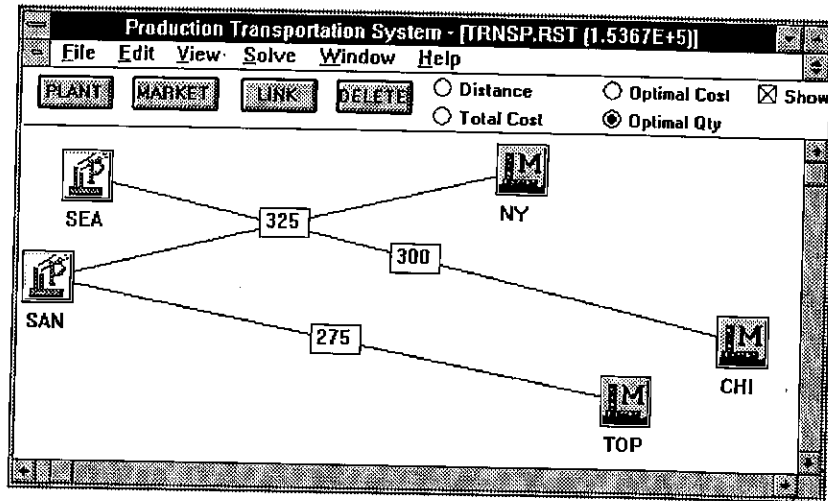 Production Transportation System - [TRNSP.RST (1.5367E+5)]
File Edit View Solve Window Help
PLANT MARKET LINK DELETE
Distance
Optimal Cost
Show
Total Cost
Optimal Qty
P
SEA
M
NY
325
300
P
SAN
275
M
CHI
M
TOP